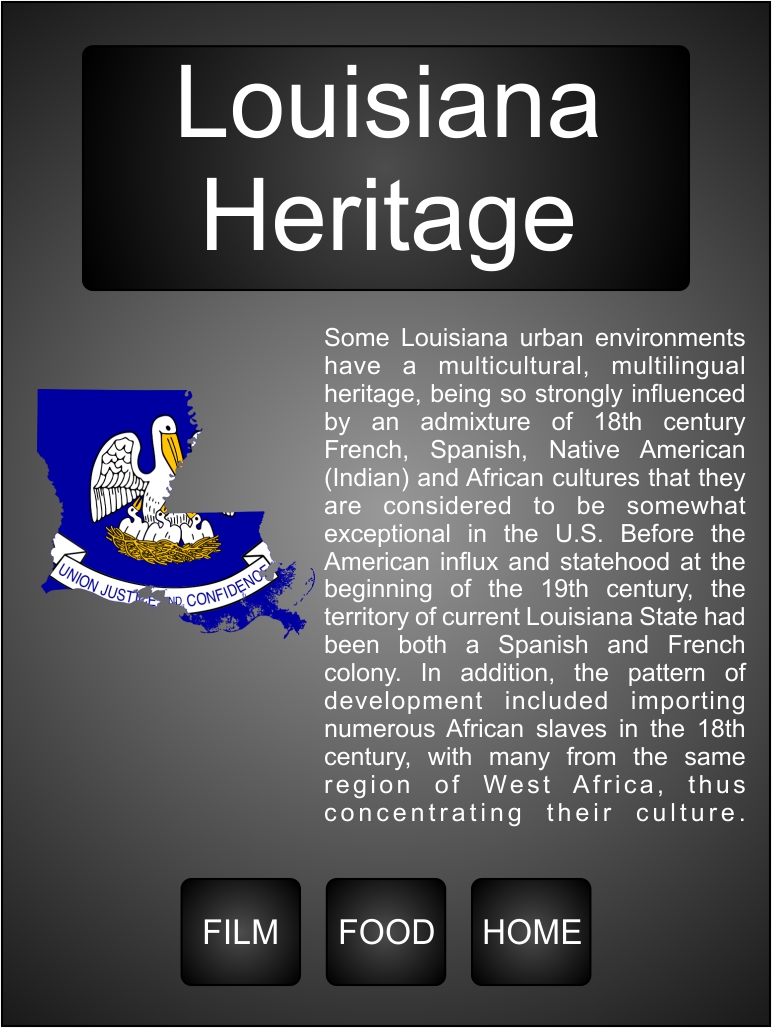 Louisiana
Heritage
Some Louisiana urban environments
have a multicultural, multilingual
heritage, being so strongly influenced
by an admixture of 18th century
French, Spanish, Native American
(Indian) and African cultures that they
are considered to be somewhat
exceptional in the U.S. Before the
American influx and statehood at the
beginning of the 19th century, the
territory of current Louisiana State had
been both a Spanish and French
colony. In addition, the pattern of
development included importing
numerous African slaves in the 18th
century, with many from the same
region of West Africa, thus
concentrating their culture.
UNION JUSTICE AND CONFIDENCE
FILM
FOOD
HOME